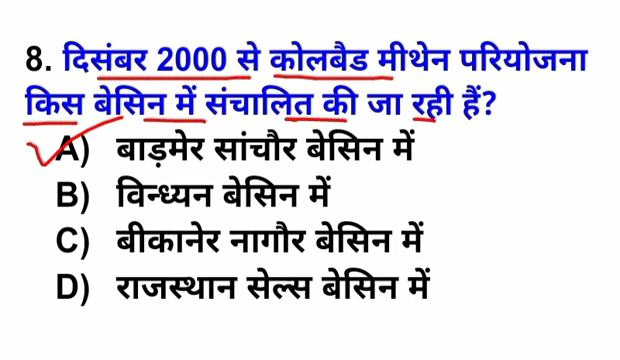 8. दिसंबर 2000 से कोलबैड मीथेन परियोजना
किस बेसिन में संचालित की जा रही हैं?
A) बाड़मेर सांचौर बेसिन में
B) विन्ध्यन बेसिन में
C) बीकानेर नागौर बेसिन में
D) राजस्थान सेल्स बेसिन में